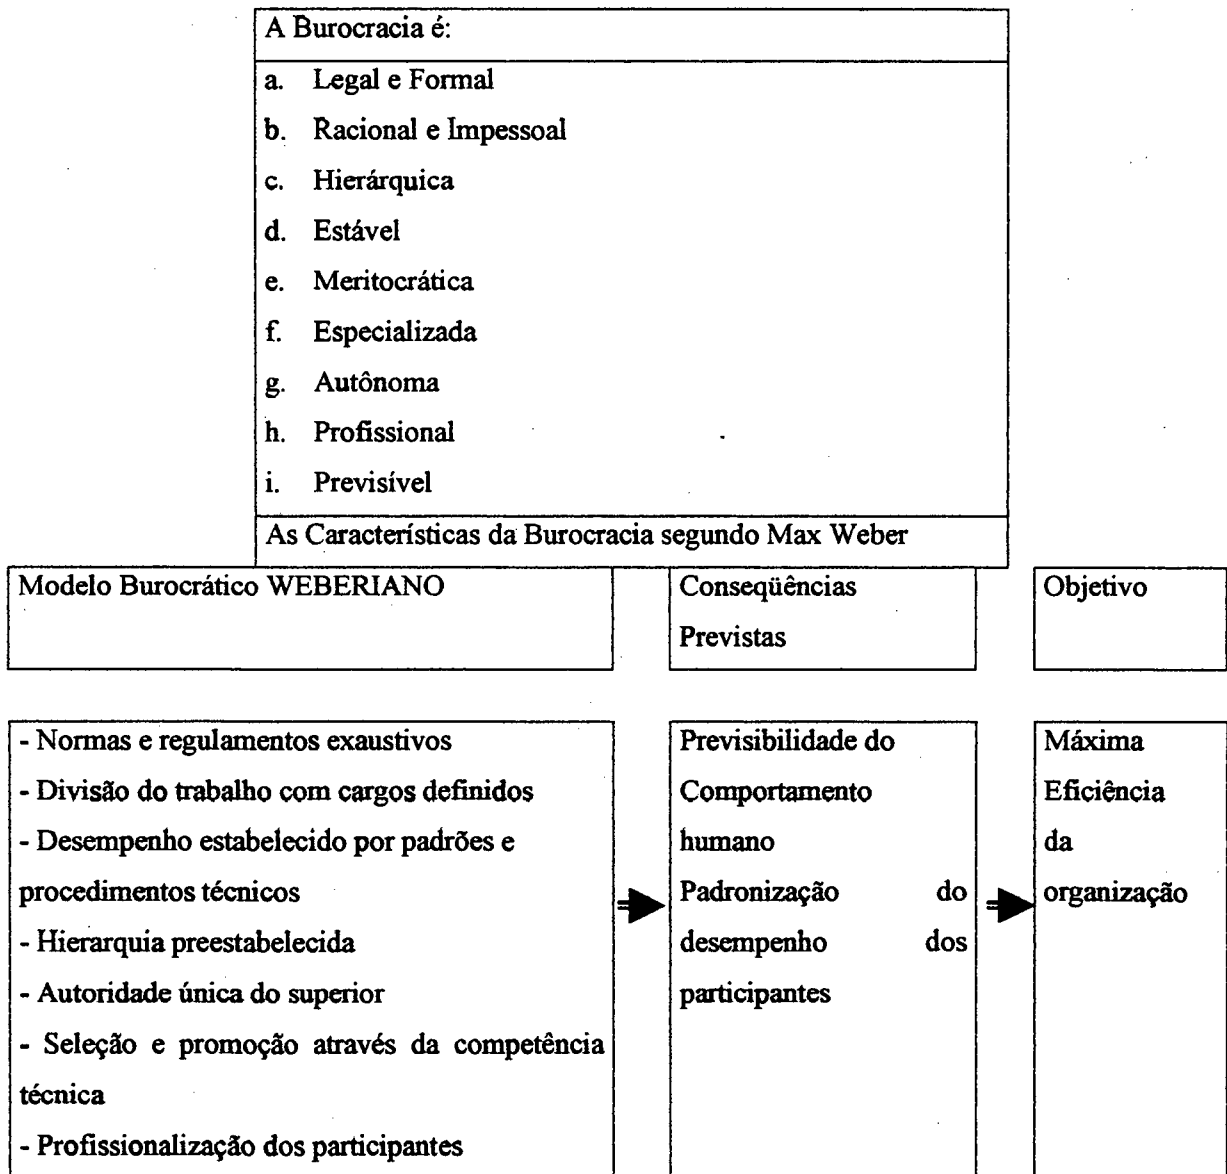 A Burocracia é:
a. Legal e Formal
b. Racional e Impessoal
c. Hierárquica
d. Estável
e. Meritocrática
f. Especializada
g. Autônoma
h. Profissional
i. Previsível
As Características da Burocracia segundo Max Weber
Modelo Burocrático WEBERIANO
Conseqüências
Previstas
Objetivo
- Normas e regulamentos exaustivos
- Divisão do trabalho com cargos definidos
- Desempenho estabelecido por padrões e
procedimentos técnicos
- Hierarquia preestabelecida
- Autoridade única do superior
- Seleção e promoção através da competência
técnica
- Profissionalização dos participantes
Previsibilidade do
Comportamento
humano
Padronização do
desempenho dos
participantes
Máxima
Eficiência
da
organização